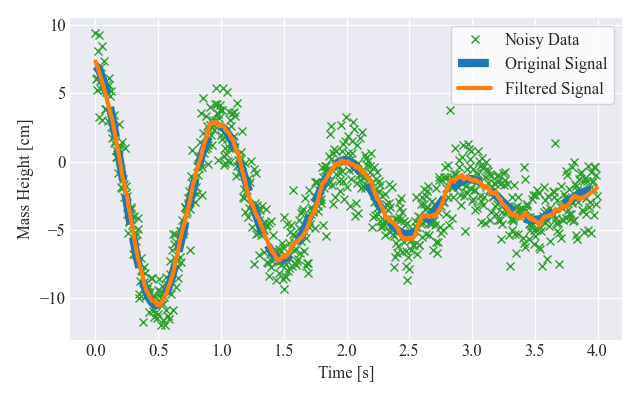 10
5
0
−5
−10
Mass Height [cm]
Noisy Data
Original Signal
Filtered Signal
0.0 0.5 1.0 1.5 2.0 2.5 3.0 3.5 4.0
Time [s]